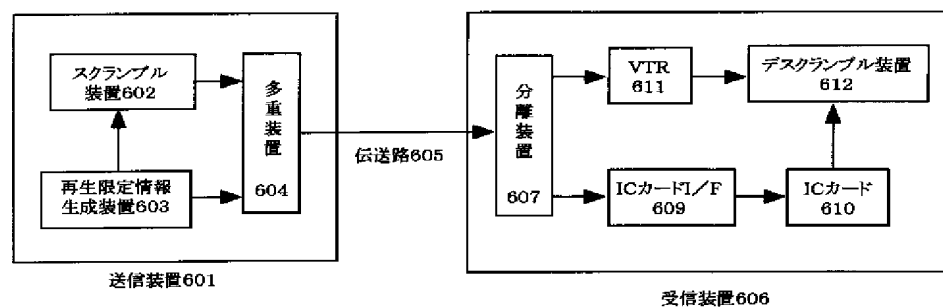 スクランブル
装置602
再生限定情報
生成装置603
多重装置
604
送信装置601
伝送路605
分離装置
607
VTR
611
デスクランブル装置
612
ICカードI／F
609
ICカード
610
受信装置606